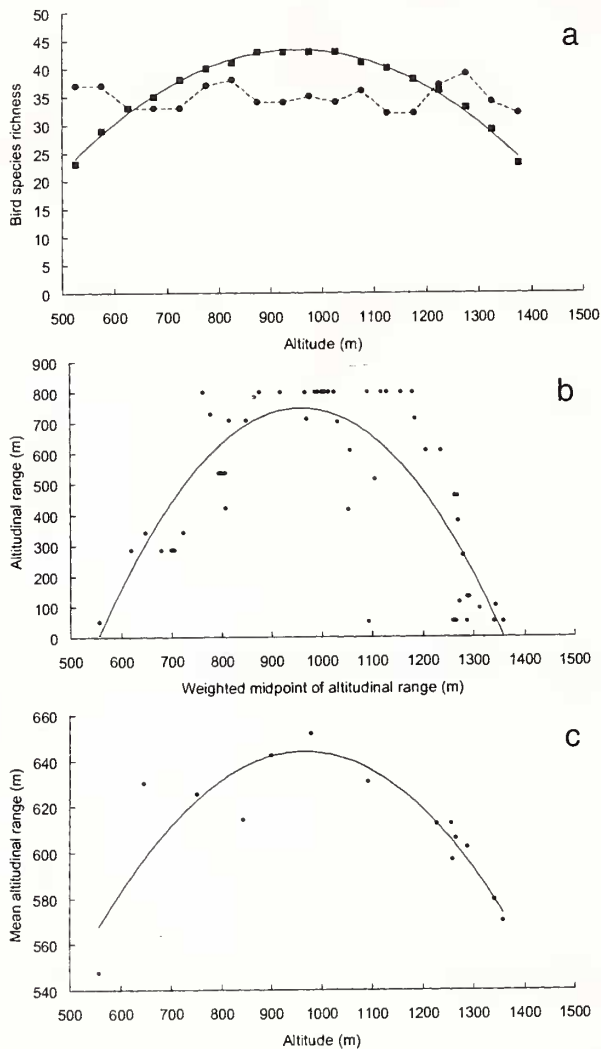 a
50
45
40
35
30
25
20
15
10
5
0
Bird species richness
500 600 700 800 900 1000 1100 1200 1300 1400 1500
Altitude (m)
b
900
800
700
600
500
400
300
200
100
0
Altitudinal range (m)
500 600 700 800 900 1000 1100 1200 1300 1400 1500
Weighted midpoint of altitudinal range (m)
c
660
640
620
600
580
560
540
Mean altitudinal range (m)
500 600 700 800 900 1000 1100 1200 1300 1400 1500
Altitude (m)